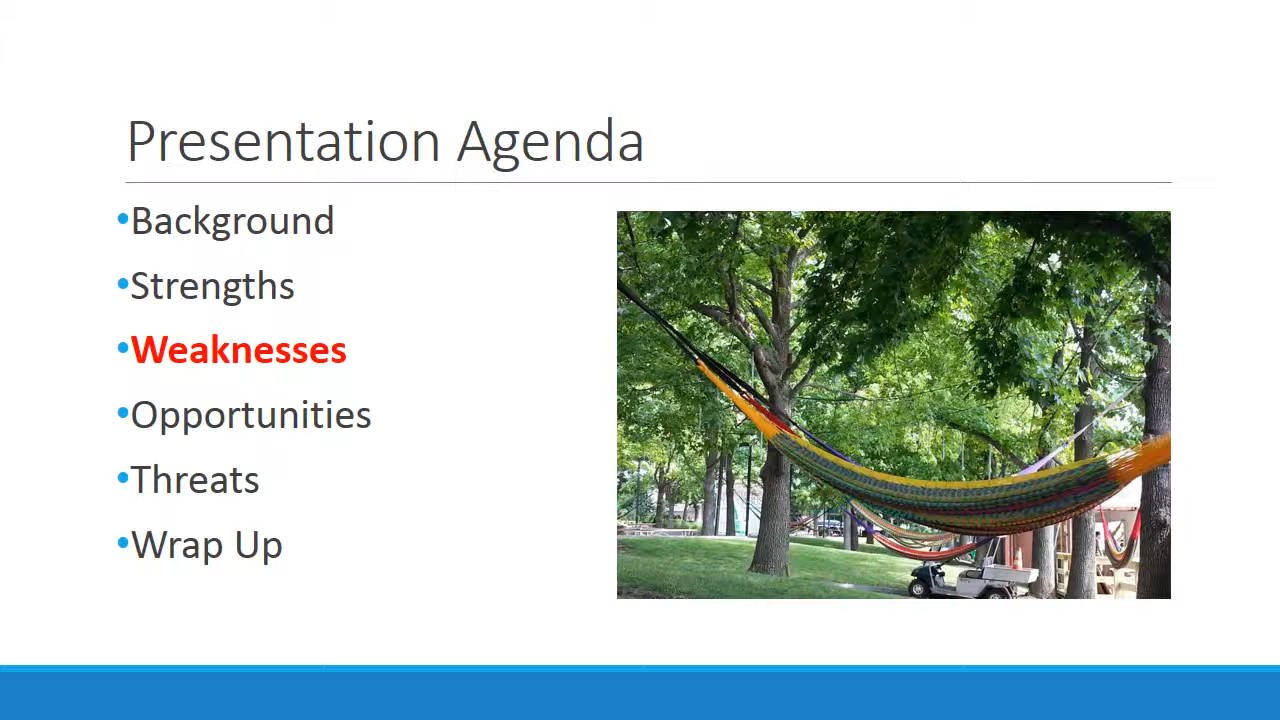 Presentation Agenda
•Background
•Strengths
•Weaknesses
•Opportunities
•Threats
•Wrap Up